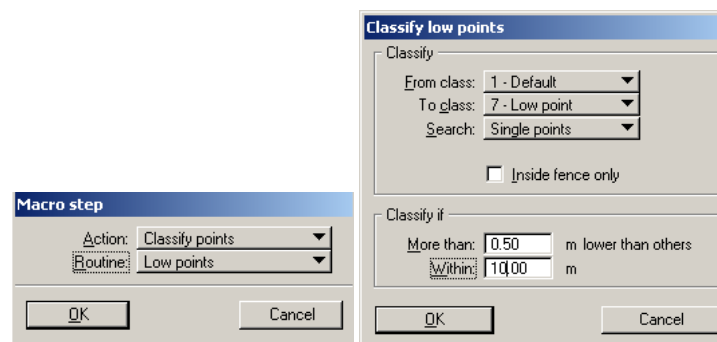 Macro step
Action: Classify points
Routine: Low points
OK Cancel
Classify low points
Classify
From class: 1 - Default
To class: 7 - Low point
Search: Single points
Inside fence only
Classify if
More than: 0.50 m lower than others
Within: 10.00 m
OK Cancel